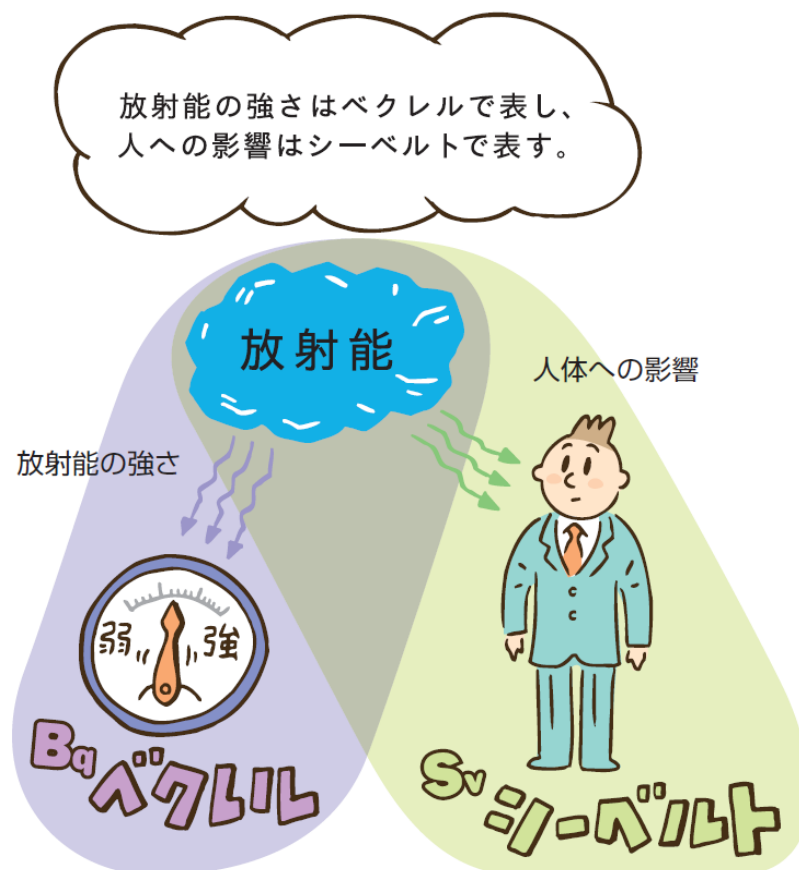 放射能の強さはベクレルで表し、
人への影響はシーベルトで表す。
放射能
人体への影響
放射能の強さ
弱 強
Bq ベクレル
Sv シーベルト